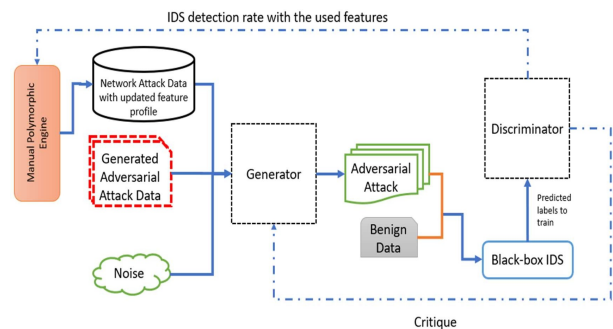 IDS detection rate with the used features
Manual Polymorphic
Engine
Network Attack Data
with updated feature
profile
Generated
Adversarial
Attack Data
Noise
Generator
Adversarial
Attack
Benign
Data
Discriminator
Predicted
labels to
train
Black-box IDS
Critique